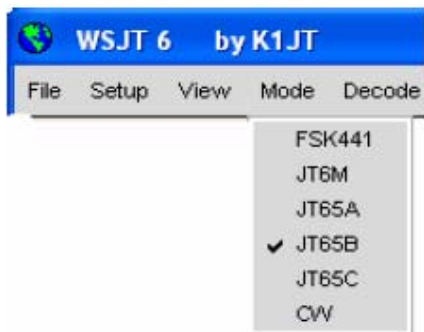 WSJT 6 by K1JT
File Setup View Mode Decode
FSK441
JT6M
JT65A
JT65B
JT65C
CW